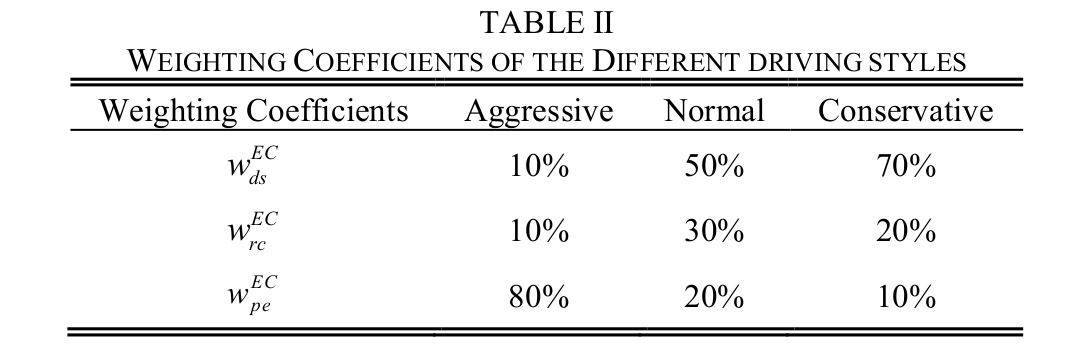 TABLE II
WEIGHTING COEFFICIENTS OF THE DIFFERENT DRIVING STYLES
Weighting Coefficients Aggressive Normal Conservative
w_{ds}^{EC} 10% 50% 70%
w_{rc}^{EC} 10% 30% 20%
w_{pe}^{EC} 80% 20% 10%